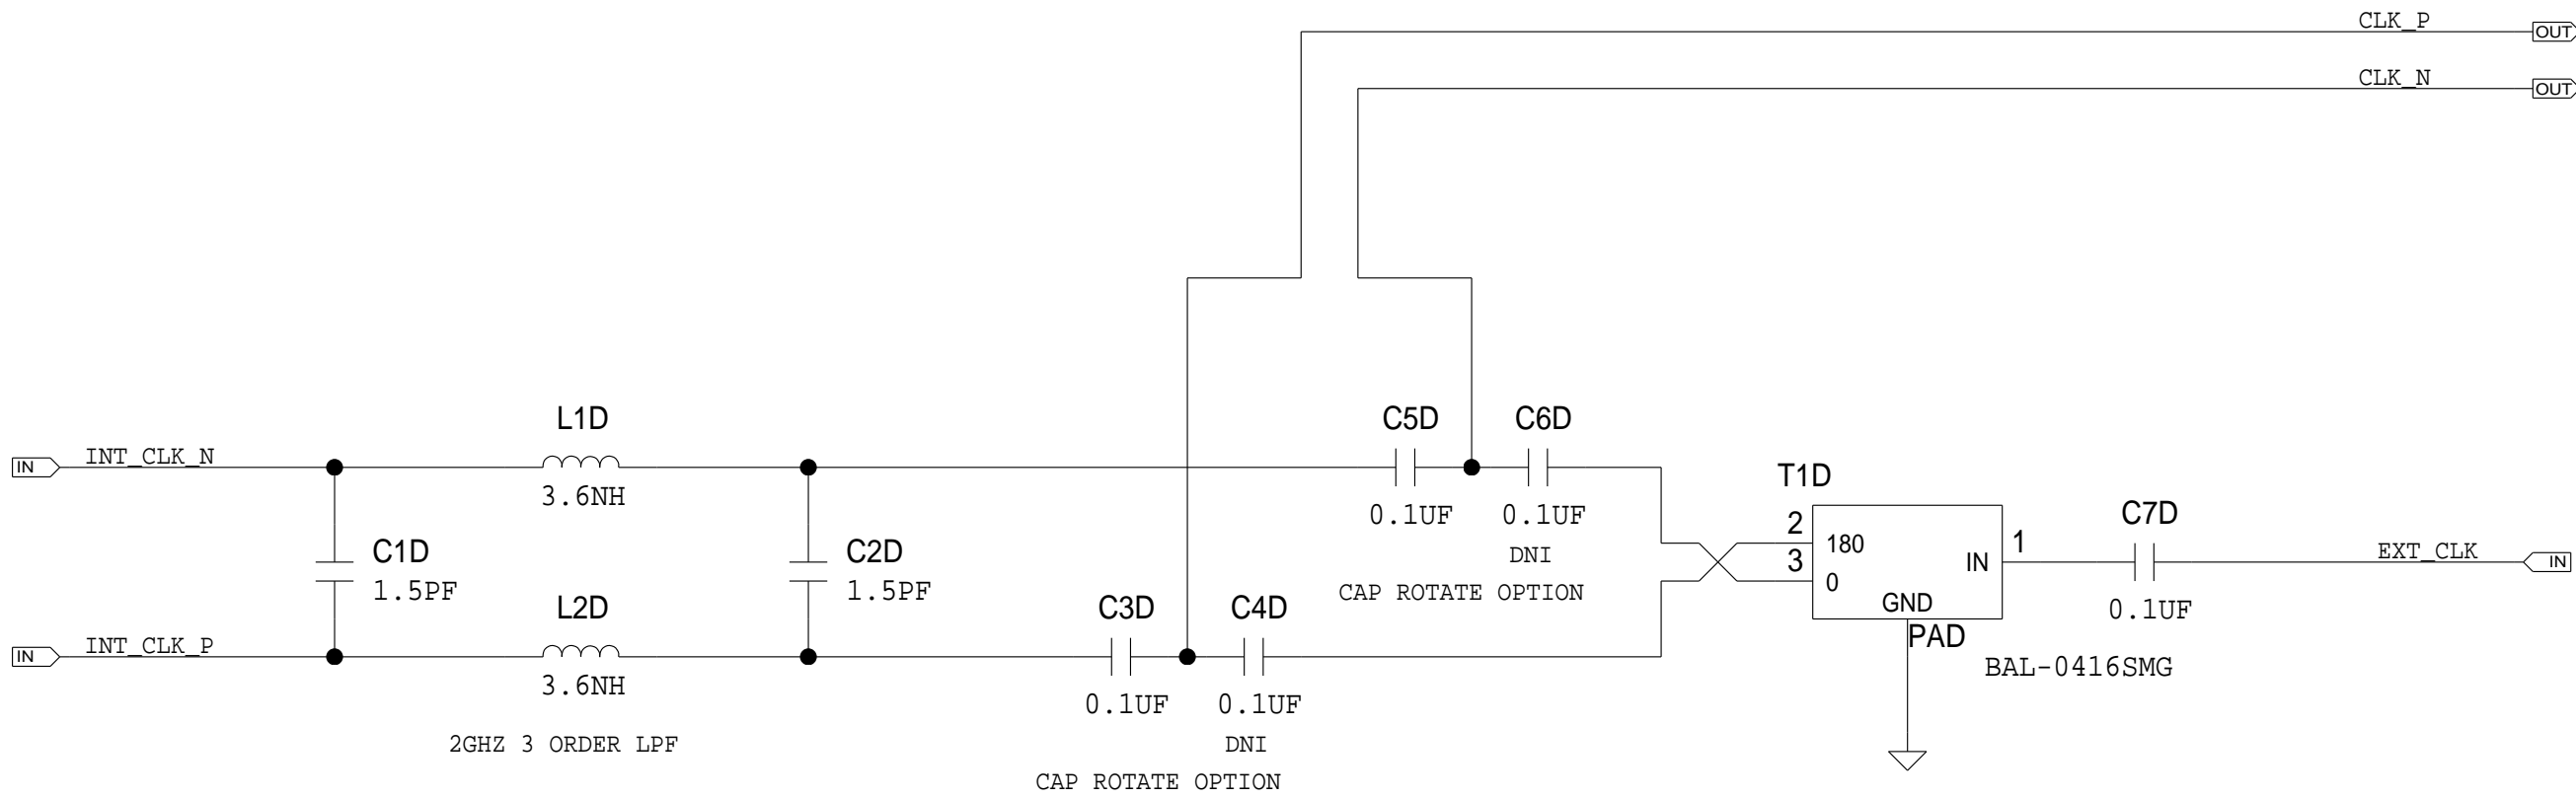 CLK_P
OUT
CLK_N
OUT
L1D
C5D
C6D
IN
INT_CLK_N
3.6NH
T1D
0.1UF
0.1UF
2
180
C7D
C1D
1.5PF
C2D
1.5PF
DNI
3
0
IN
1
EXT_CLK
IN
CAP ROTATE OPTION
L2D
C3D
C4D
GND
0.1UF
IN
INT_CLK_P
PAD
BAL-0416SMG
3.6NH
0.1UF
0.1UF
2GHZ 3 ORDER LPF
DNI
CAP ROTATE OPTION